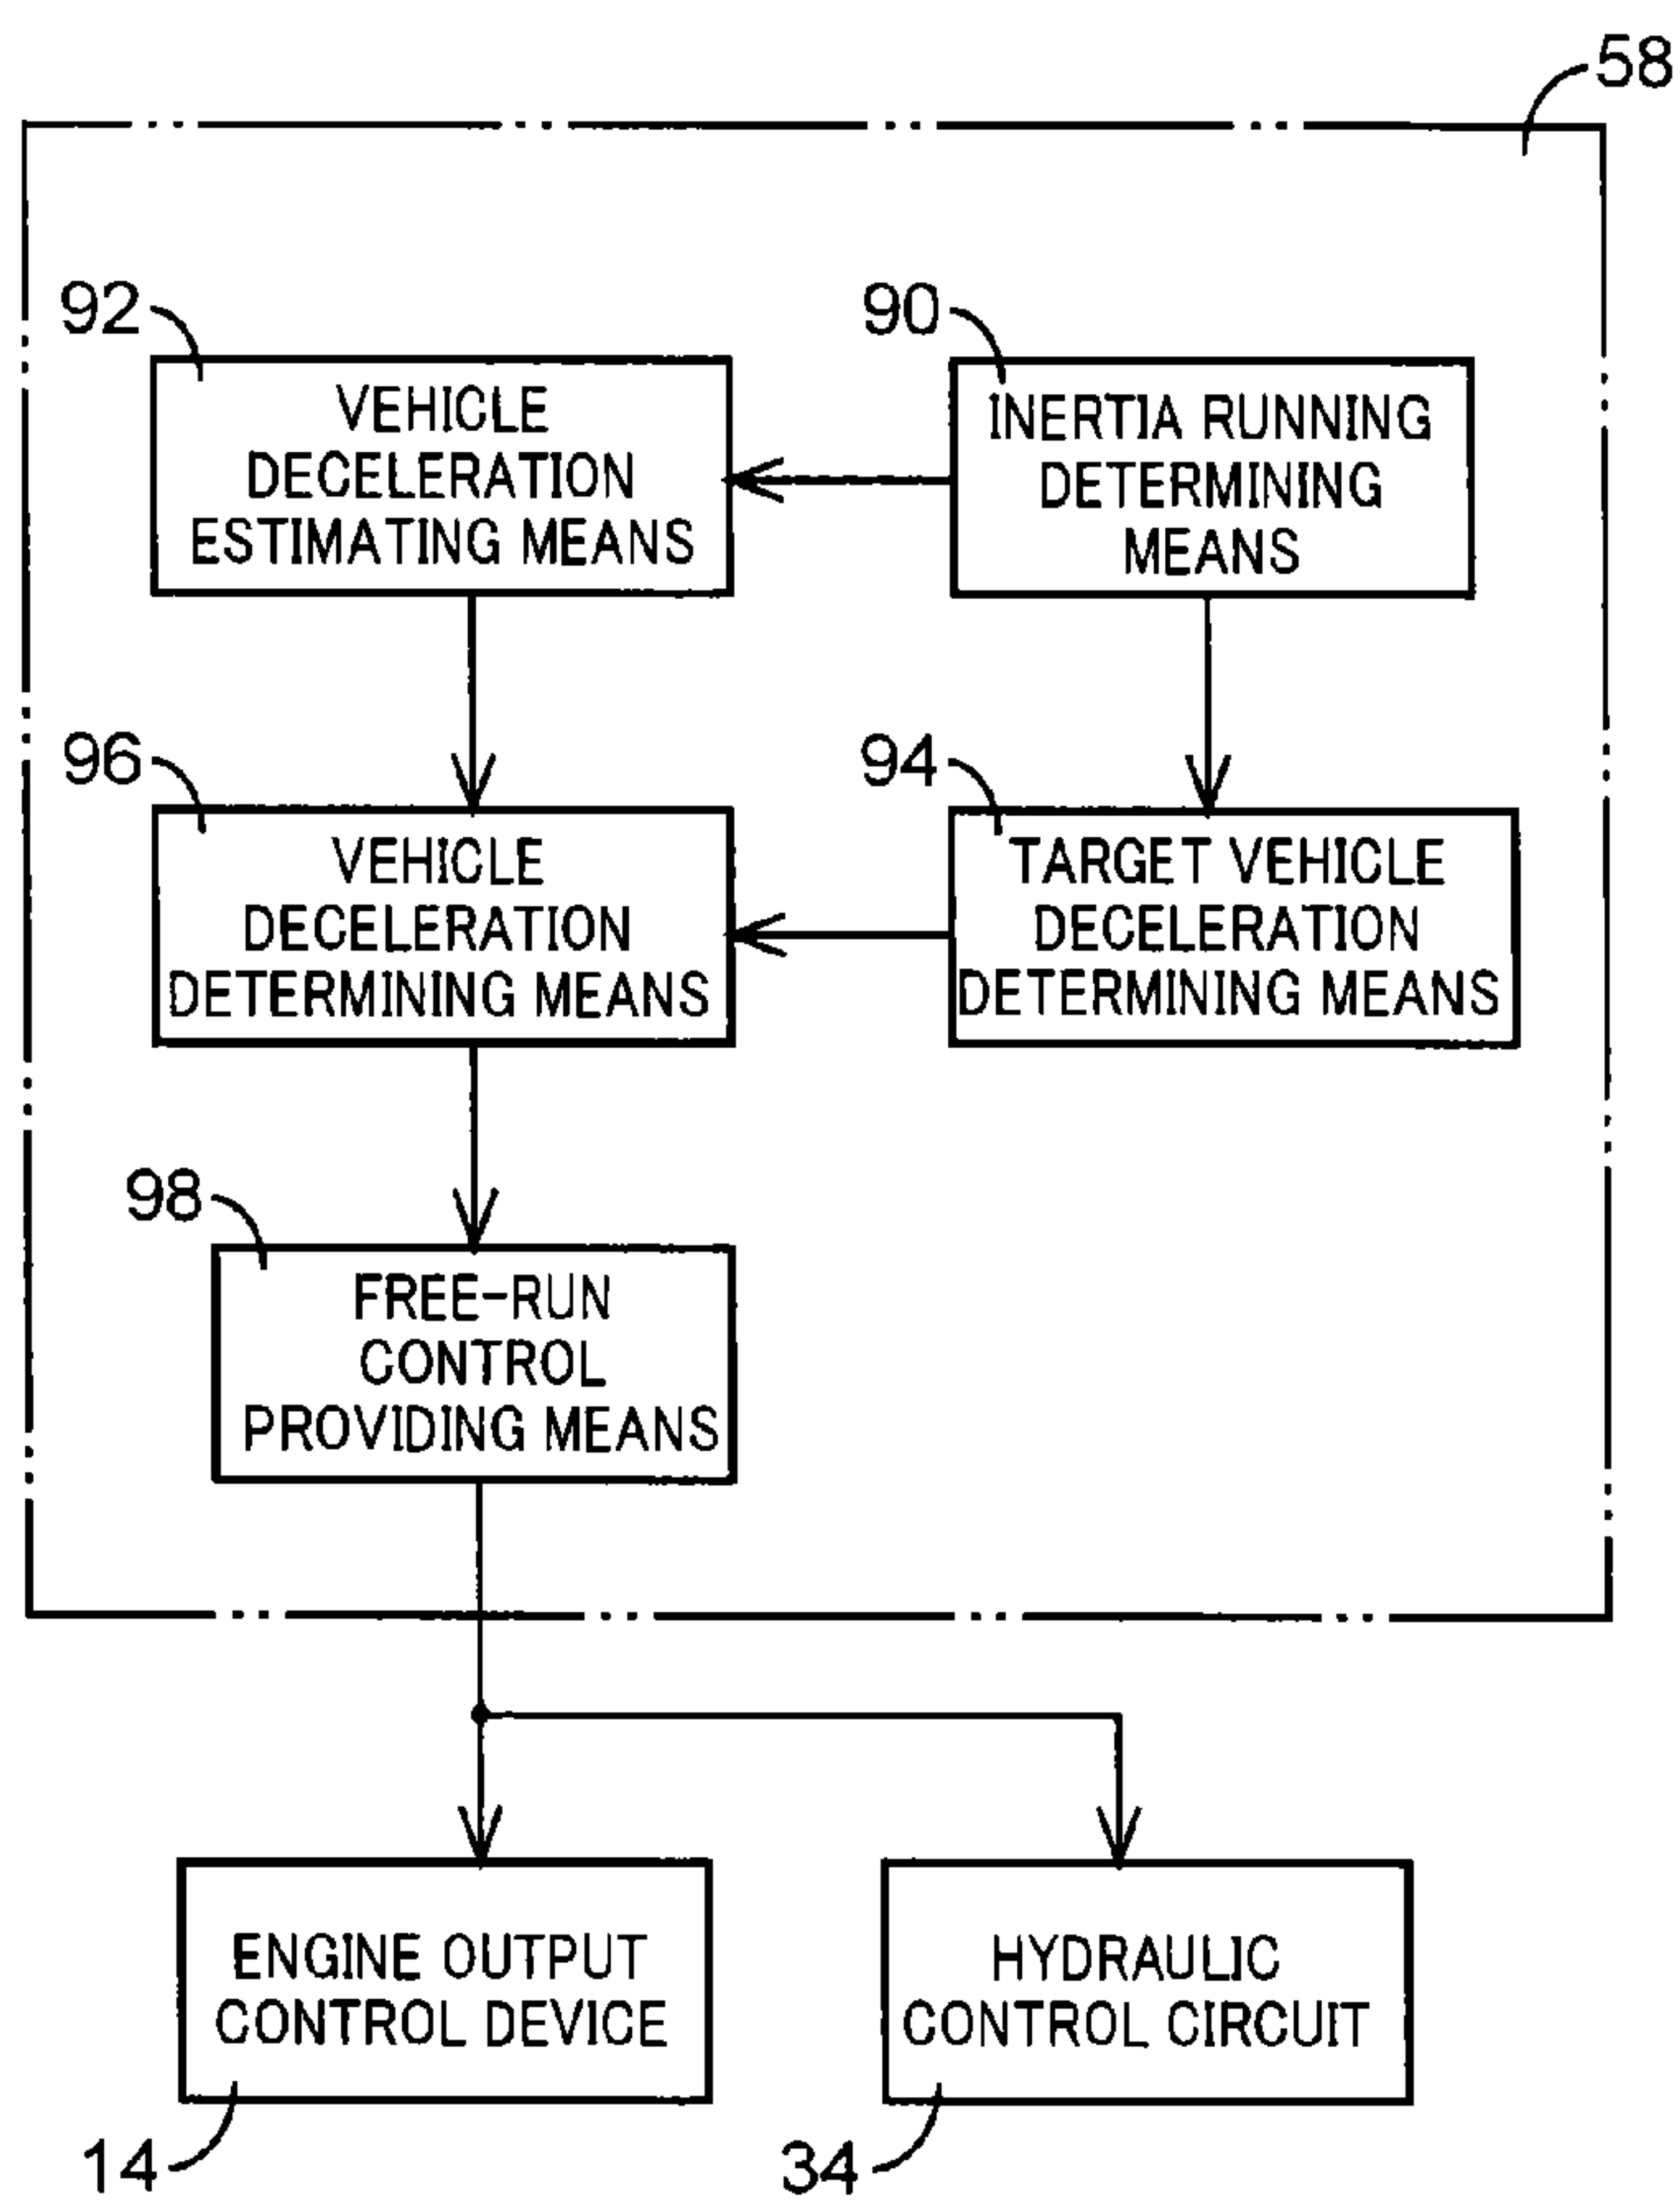 58
92
VEHICLE
DECELERATION
ESTIMATING MEANS
90
INERTIA RUNNING
DETERMINING
MEANS
96
VEHICLE
DECELERATION
DETERMINING MEANS
94
TARGET VEHICLE
DECELERATION
DETERMINING MEANS
98
FREE-RUN
CONTROL
PROVIDING MEANS
ENGINE OUTPUT
CONTROL DEVICE
14
HYDRAULIC
CONTROL CIRCUIT
34